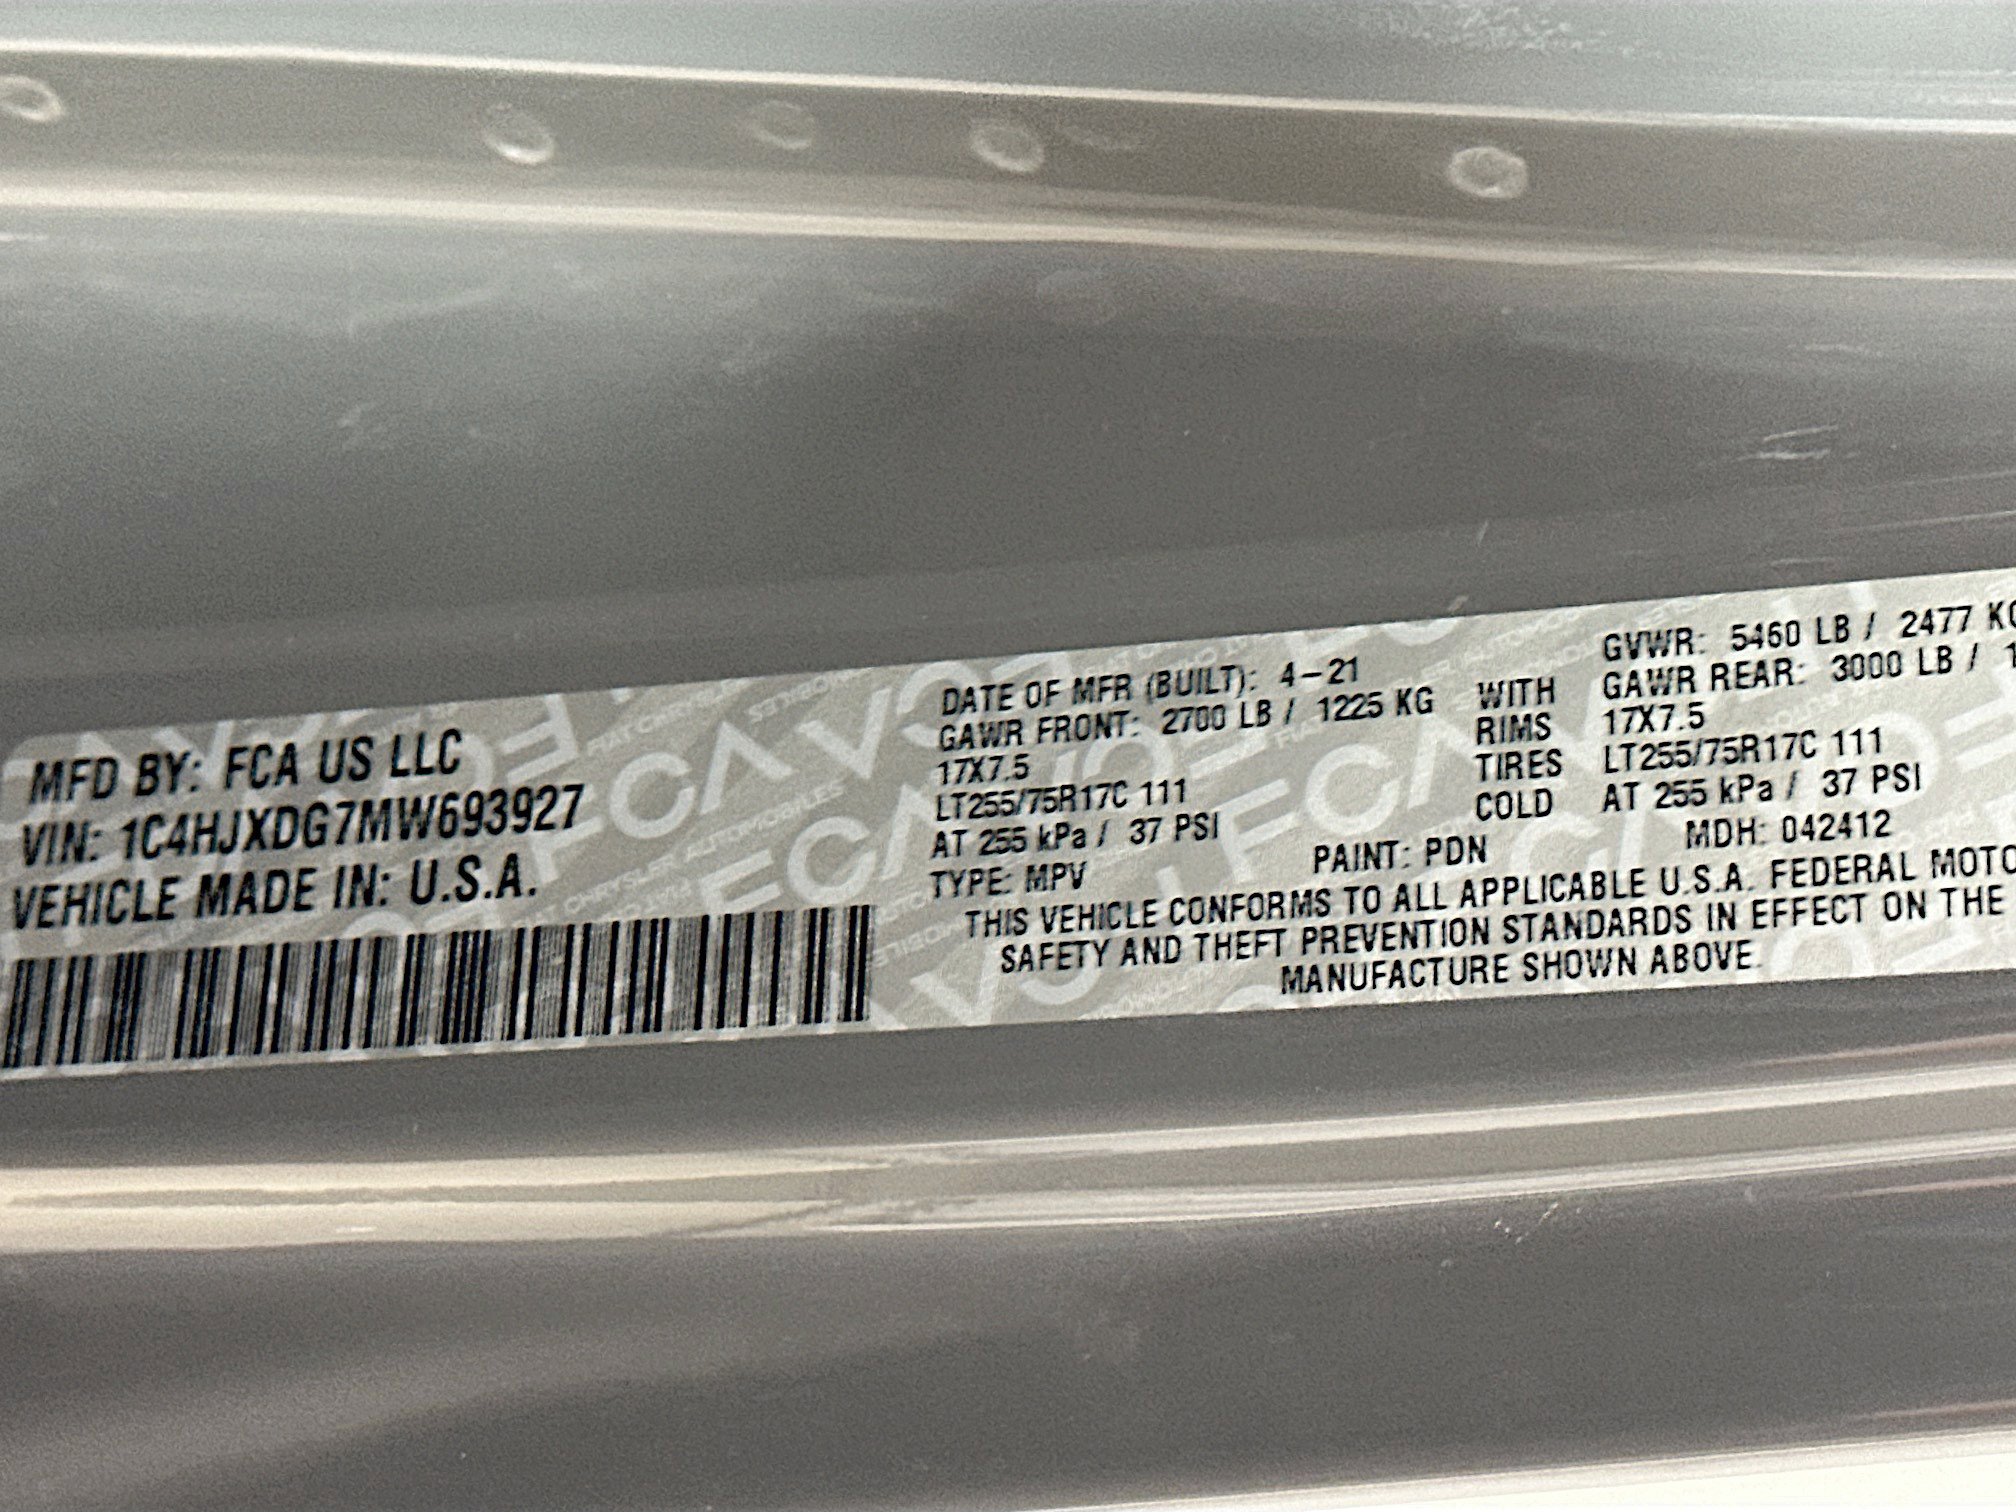 MFD BY: FCA US LLC
VIN: 1C4HJXDG7MW693927
VEHICLE MADE IN: U.S.A.
DATE OF MFR (BUILT): 4-21 GVWR: 5460 LB / 2477
GAWR FRONT: 2700 LB / 1225 KG WITH GAWR REAR: 3000 LB /
17X7.5 RIMS 17X7.5
LT255/75R17C 111 TIRES LT255/75R17C 111
AT 255 kPa / 37 PSI COLD AT 255 kPa / 37 PSI
TYPE: MPV PAINT: PDN MDH: 042412
THIS VEHICLE CONFORMS TO ALL APPLICABLE U.S.A. FEDERAL
SAFETY AND THEFT PREVENTION STANDARDS IN EFFECT ON THE
MANUFACTURE SHOWN ABOVE.